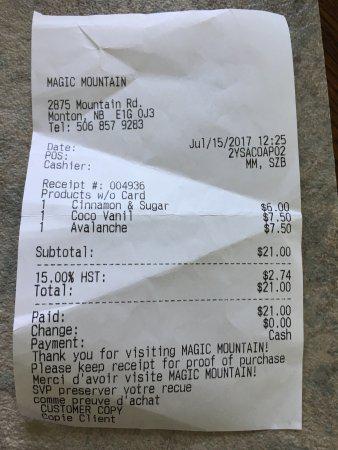 MAGIC MOUNTAIN
2875 Mountain Rd.
Monton, NB E1G 0J3
Tel: 506 857 9283
Date: Jul/15/2017 12:25
POS: 2YSACOAPO2
Cashier: MM, SZB
Receipt #: 004936
Products w/o Card
1 Cinnamon & Sugar $6.00
1 Coco Vanil $7.50
1 Avalanche $7.50
Subtotal: $21.00
15.00% HST: $2.74
Total: $21.00
Paid: $21.00
Change: $0.00
Payment: Cash
Thank you for visiting MAGIC MOUNTAIN!
Please keep receipt for proof of purchase
Merci d'avoir visite MAGIC MOUNTAIN!
SVP preserver votre recue
comme preuve d'achat
CUSTOMER COPY
Copie Client